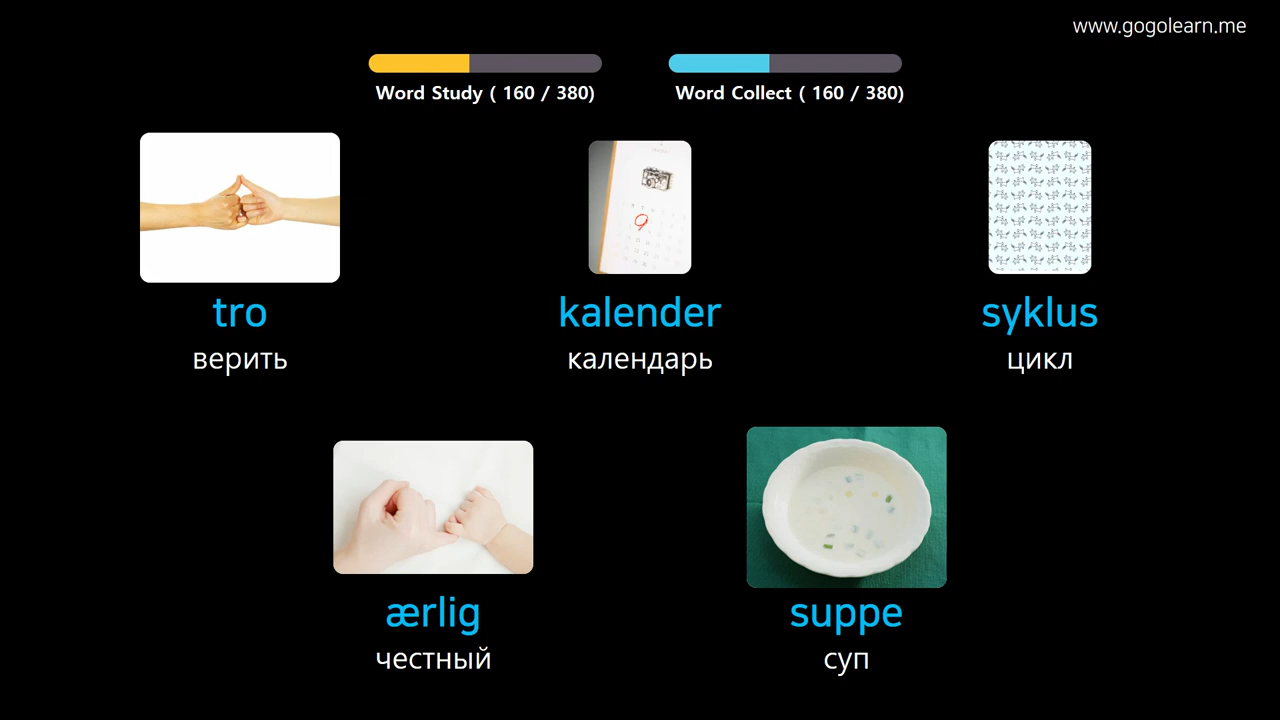 www.gogolearn.me
Word Study ( 160 / 380)
Word Collect ( 160 / 380)
tro
верить
kalender
календарь
syklus
цикл
ærlig
честный
suppe
суп